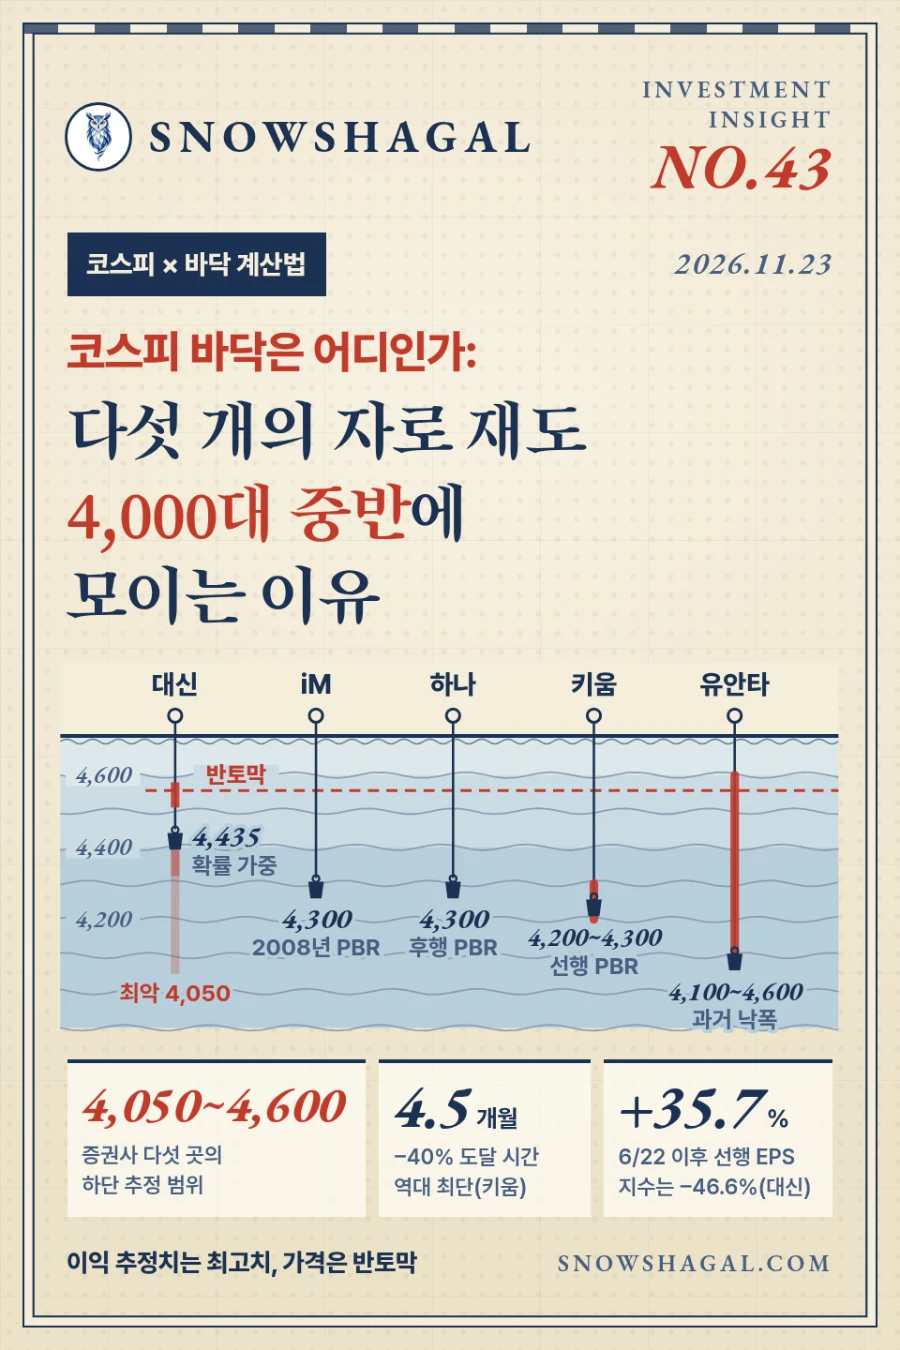 SNOWSHAGAL
INVESTMENT
INSIGHT
NO.43
코스피 × 바닥 계산법
2026.11.23
코스피 바닥은 어디인가:
다섯 개의 자로 재도
4,000대 중반에
모이는 이유
대신
iM
하나
키움
유안타
4,600
반토막
4,400
4,435
확률 가중
4,200
4,300
2008년 PBR
4,300
후행 PBR
4,200~4,300
선행 PBR
4,100~4,600
과거 낙폭
최악 4,050
4,050~4,600
증권사 다섯 곳의
하단 추정 범위
4.5 개월
−40% 도달 시간
역대 최단(키움)
+35.7 %
6/22 이후 선행 EPS
지수는 −46.6%(대신)
이익 추정치는 최고치, 가격은 반토막
SNOWSHAGAL.COM